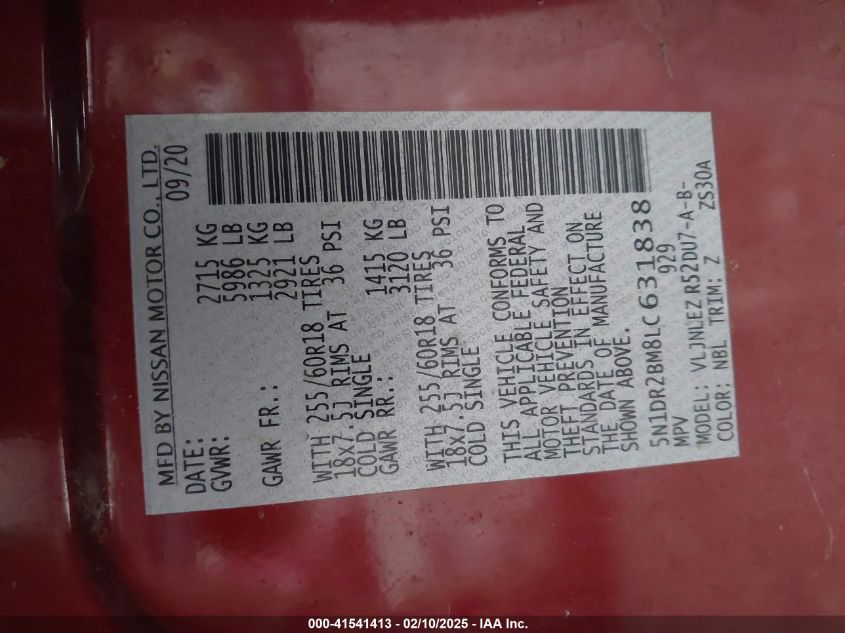 MFD BY NISSAN MOTOR CO., LTD.
DATE: 09/20
GVWR: 2715 KG
5986 LB
GAWR FR.: 1325 KG
2921 LB
WITH 255/60R18 TIRES
18x7.5J RIMS AT 36 PSI
COLD SINGLE
GAWR RR.: 1415 KG
3120 LB
WITH 255/60R18 TIRES
18x7.5J RIMS AT 36 PSI
COLD SINGLE
THIS VEHICLE CONFORMS TO
ALL APPLICABLE FEDERAL
MOTOR VEHICLE SAFETY AND
THEFT PREVENTION
STANDARDS IN EFFECT ON
THE DATE OF MANUFACTURE
SHOWN ABOVE.
5N1DR2BM8LC631838
MPV 929
MODEL: VLJNLEZ R52DU7-A-B-
COLOR: NBL TRIM: Z ZS30A
000-41541413 - 02/10/2025 - IAA Inc.